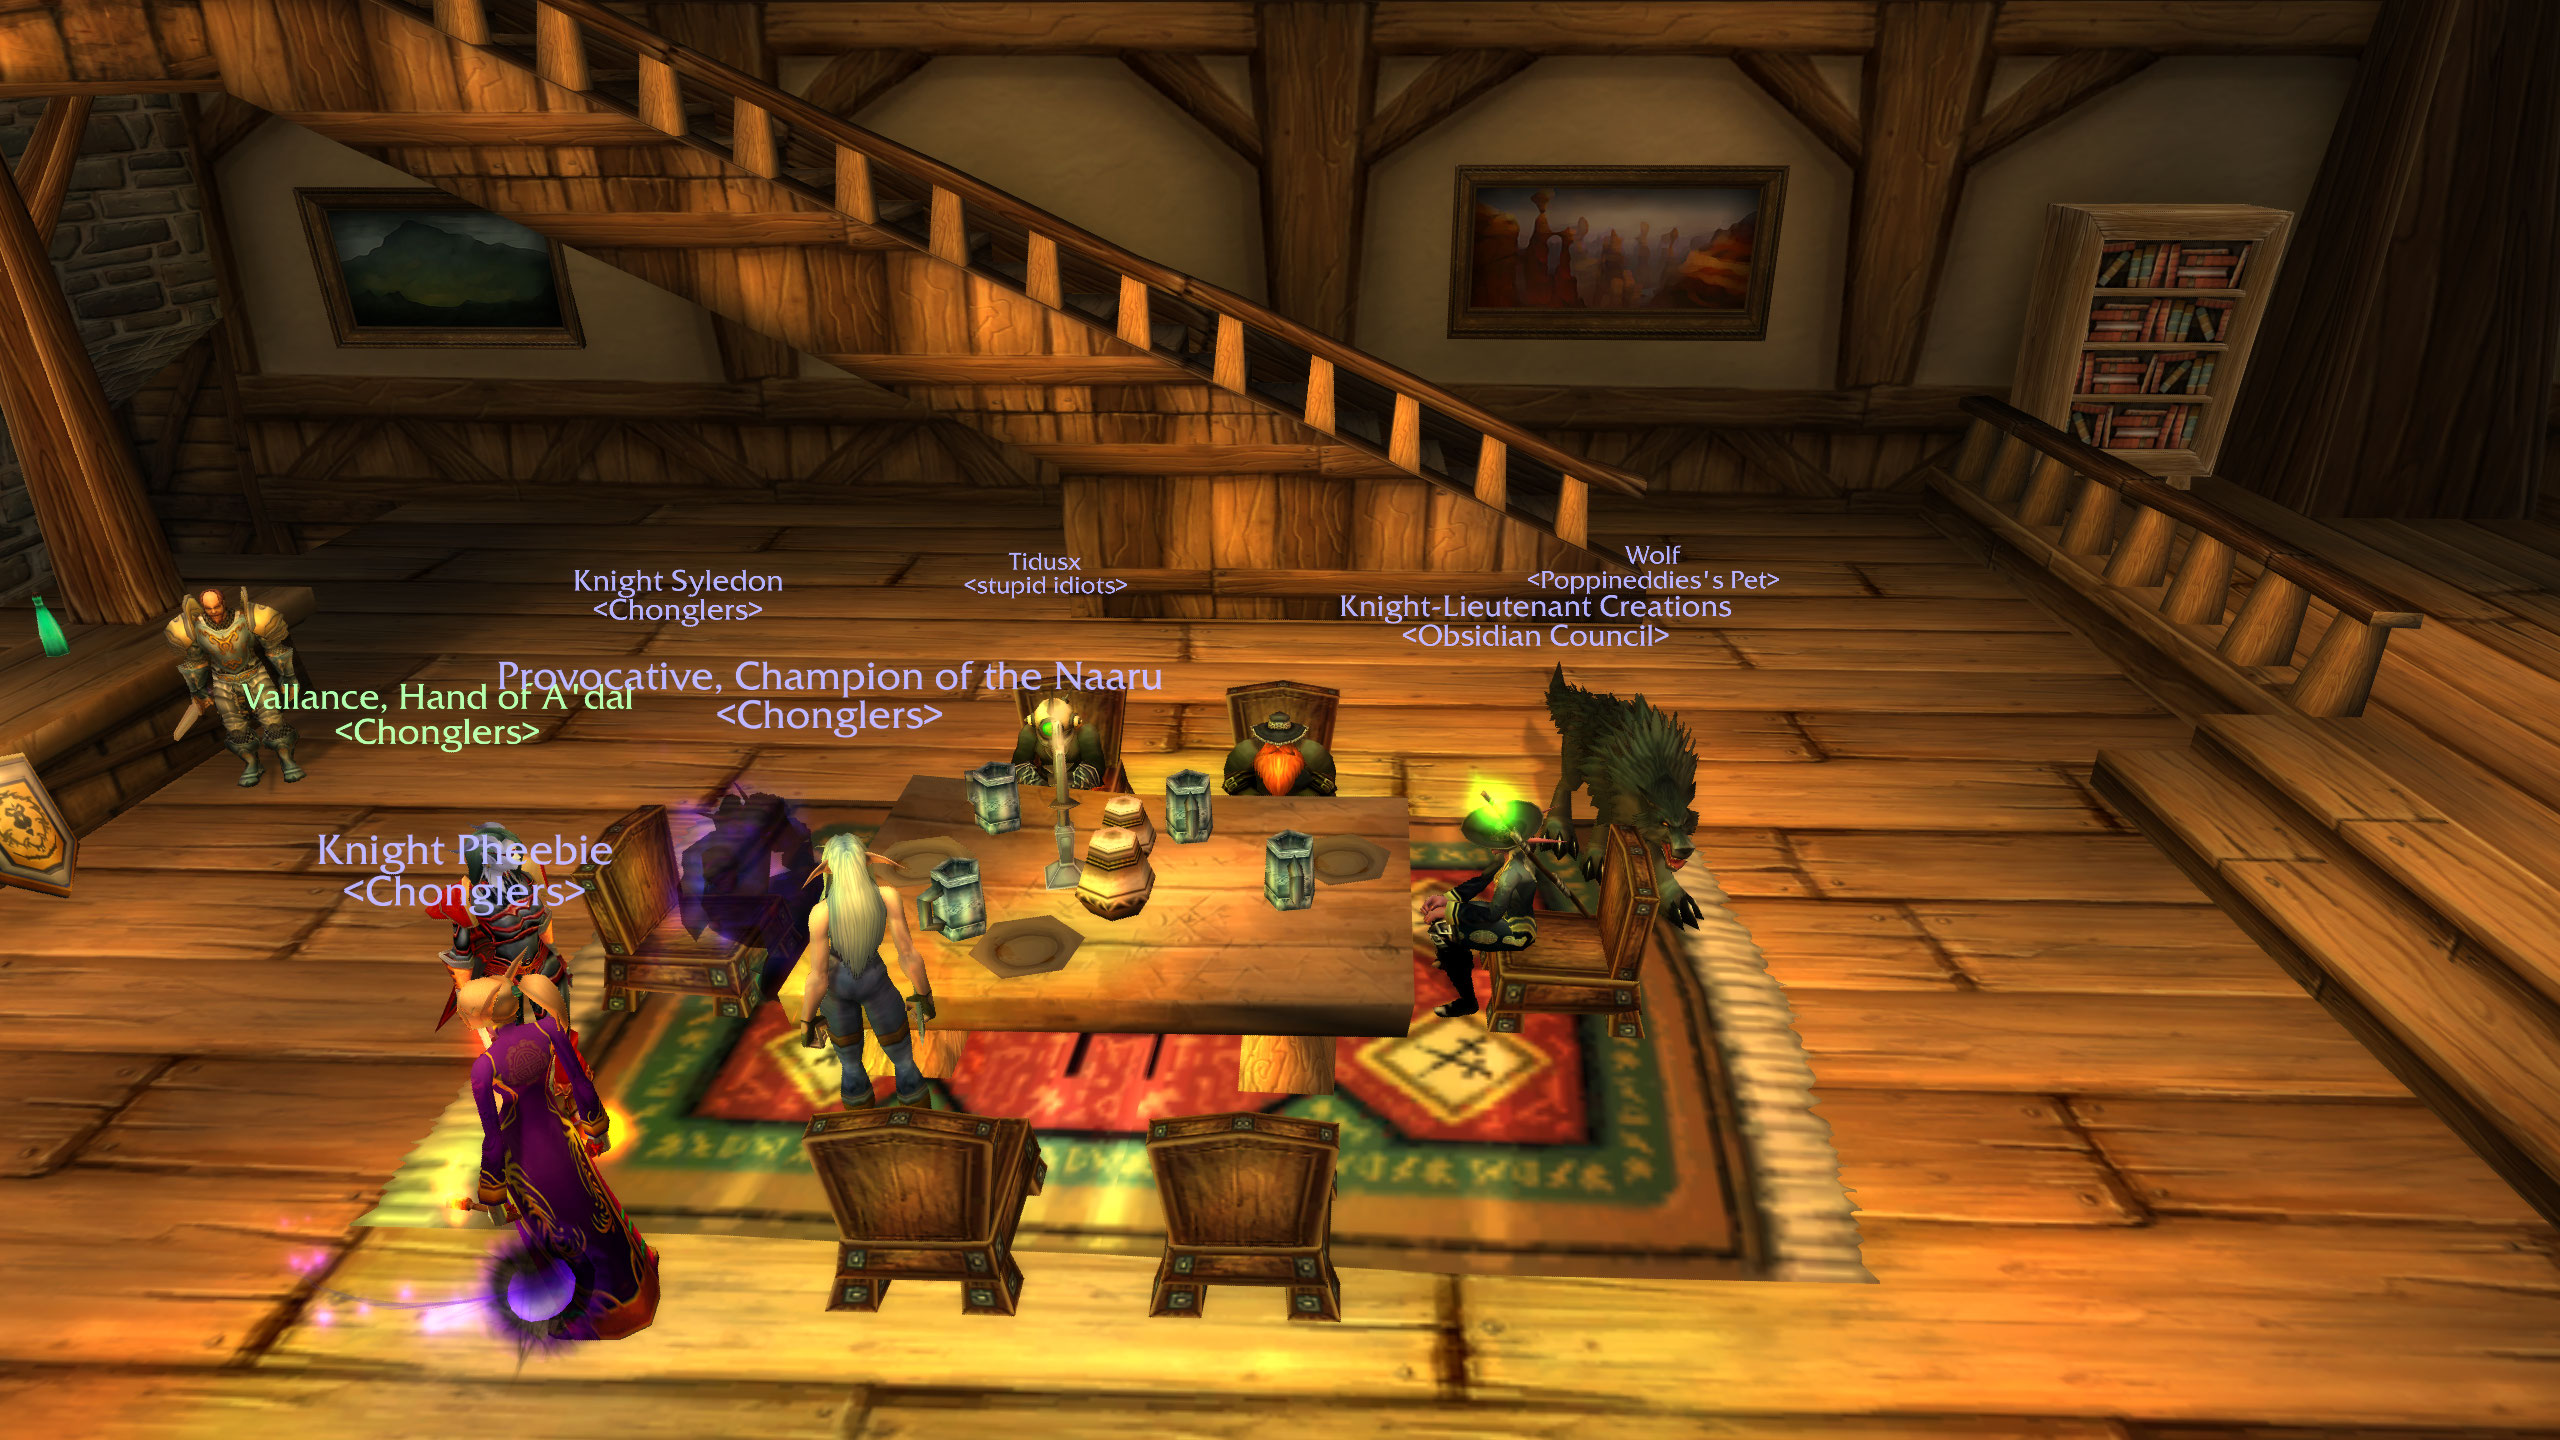 Wolf
<Poppineddies's Pet>
Tidusx
<stupid idiots>
Knight Syledon
<Chonglers>
Knight-Lieutenant Creations
<Obsidian Council>
Provocative, Champion of the Naaru
<Chonglers>
Vallance, Hand of A'dal
<Chonglers>
Knight Pheebie
<Chonglers>